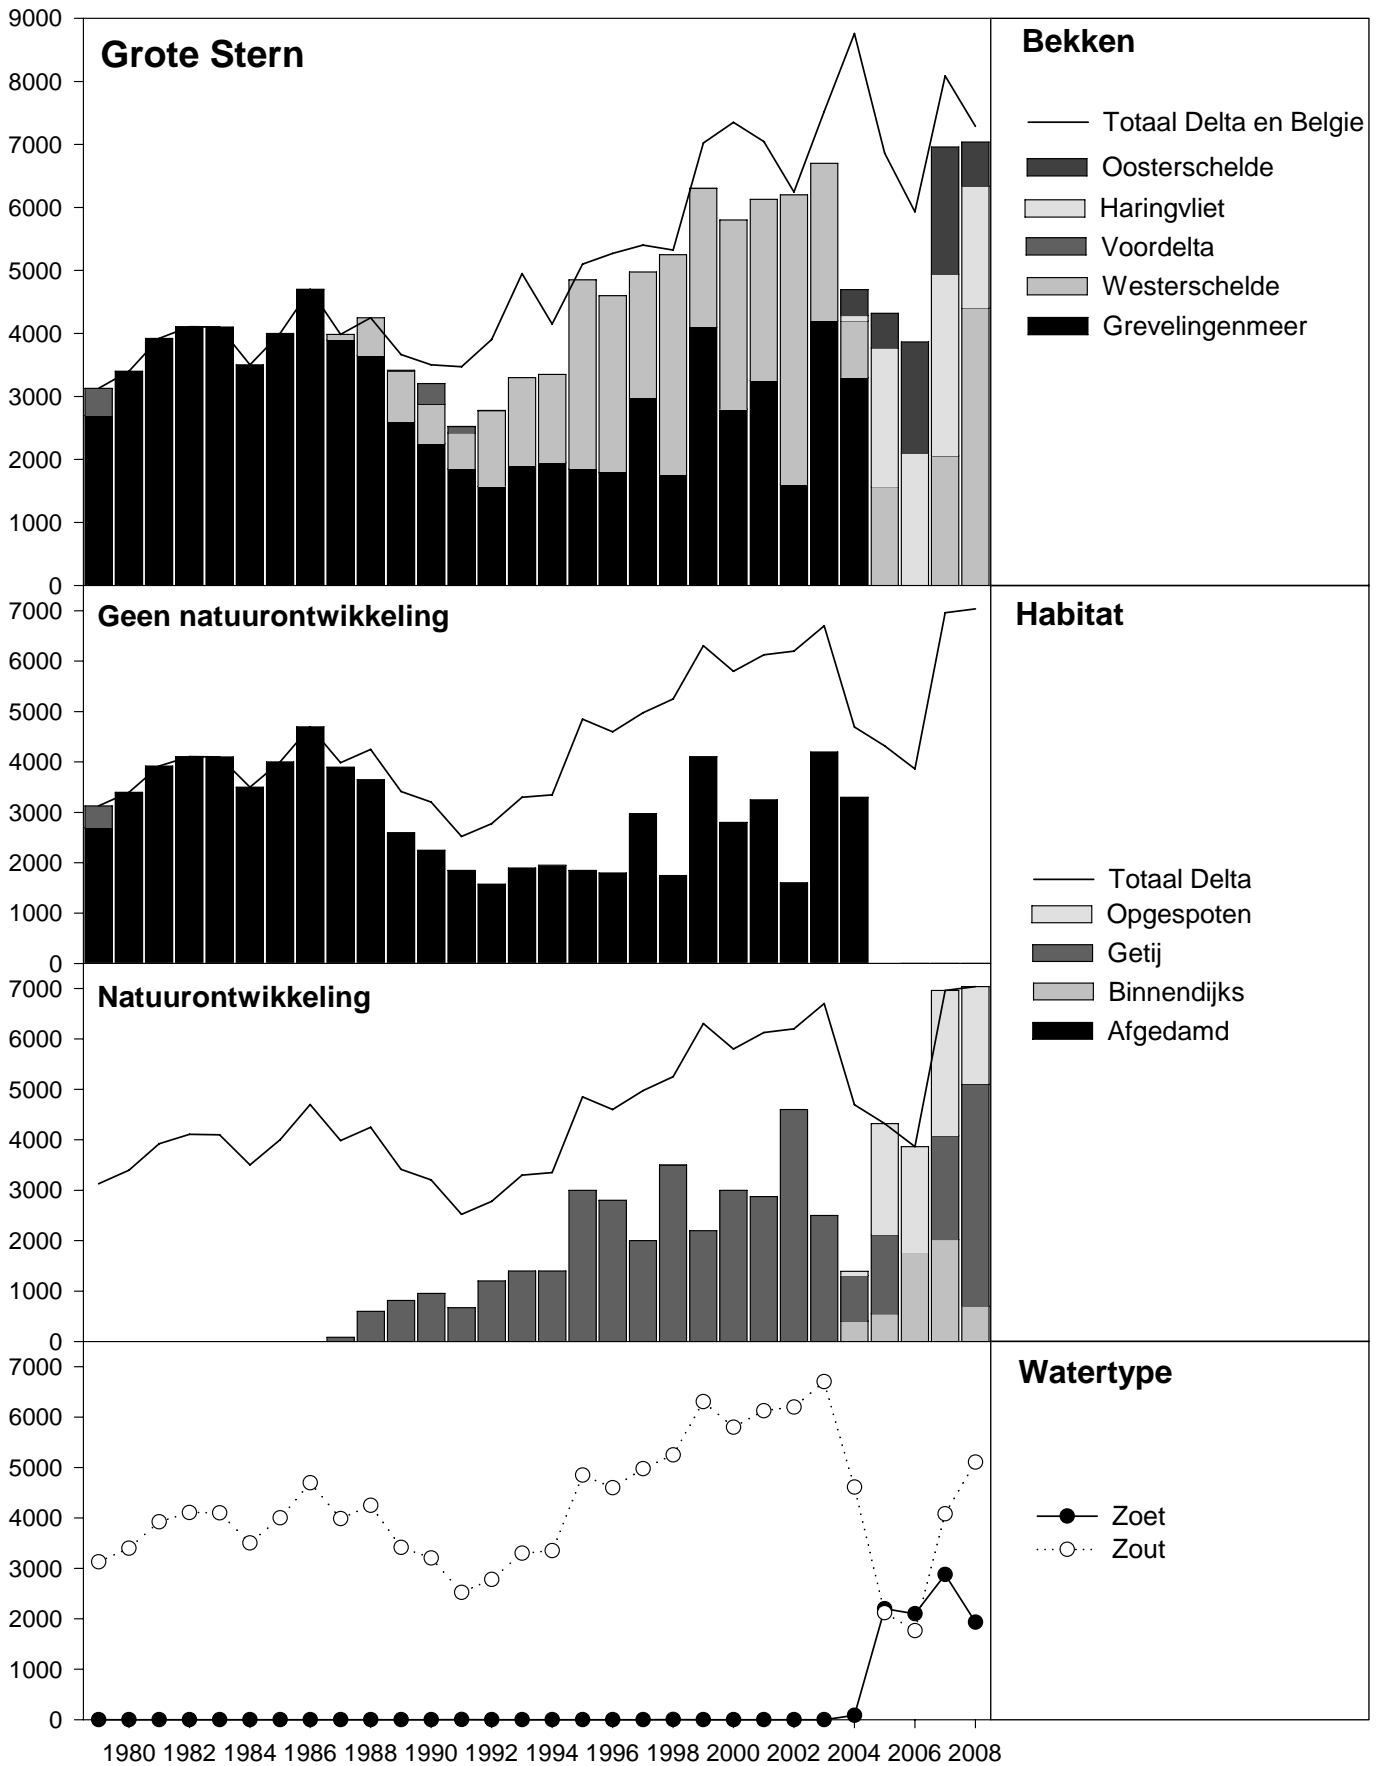 Grote Stern
9000
8000
7000
6000
5000
4000
3000
2000
1000
0
Bekken
Totaal Delta en Belgie
Oosterschelde
Haringvliet
Voordelta
Westerschelde
Grevelingenmeer
Geen natuurontwikkeling
7000
6000
5000
4000
3000
2000
1000
0
Habitat
Totaal Delta
Opgespoten
Getij
Binnendijks
Afgedamd
Natuurontwikkeling
7000
6000
5000
4000
3000
2000
1000
0
7000
6000
5000
4000
3000
2000
1000
0
Watertype
Zoet
Zout
1980 1982 1984 1986 1988 1990 1992 1994 1996 1998 2000 2002 2004 2006 2008